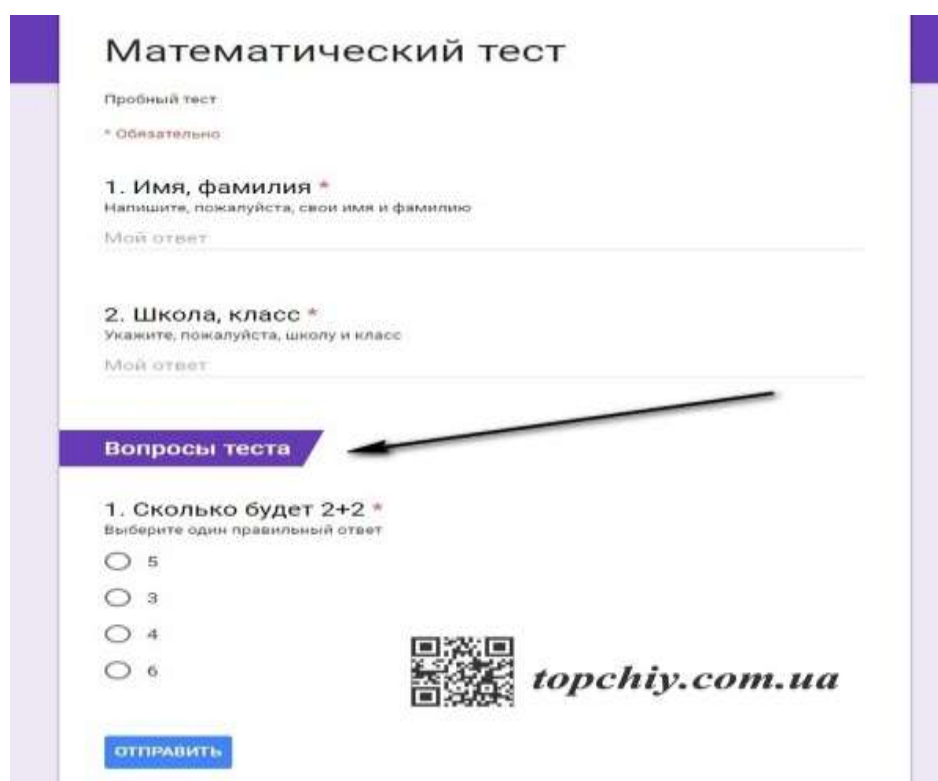 Математический тест
Пробный тест
* Обязательно
1. Имя, фамилия *
Напишите, пожалуйста, свои имя и фамилию
Мой ответ
2. Школа, класс *
Укажите, пожалуйста, школу и класс
Мой ответ
Вопросы теста
1. Сколько будет 2+2 *
Выберите один правильный ответ
5
3
4
6
topchiy.com.ua
ОТПРАВИТЬ